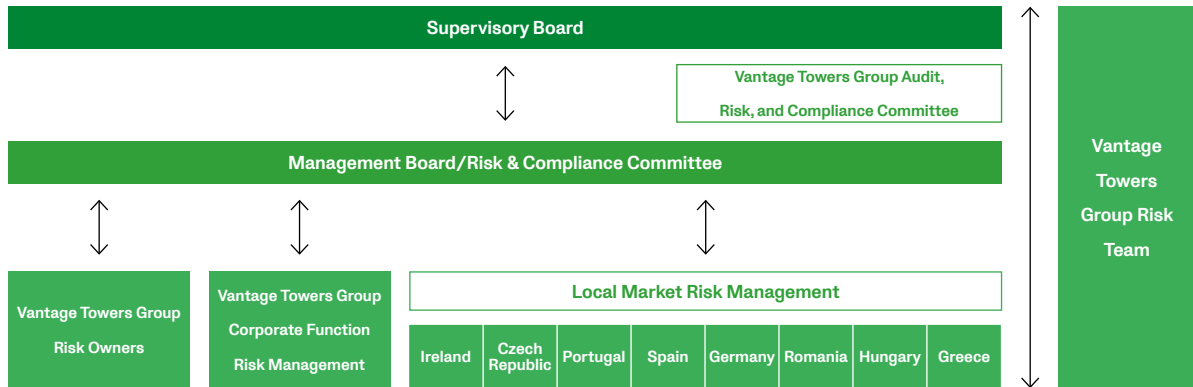 Supervisory Board
Vantage Towers Group Audit,
Risk, and Compliance Committee
Management Board/Risk & Compliance Committee
Vantage Towers Group
Risk Owners
Vantage Towers Group
Corporate Function
Risk Management
Local Market Risk Management
Ireland
Czech
Republic
Portugal
Spain
Germany
Romania
Hungary
Greece
Vantage
Towers
Group Risk
Team